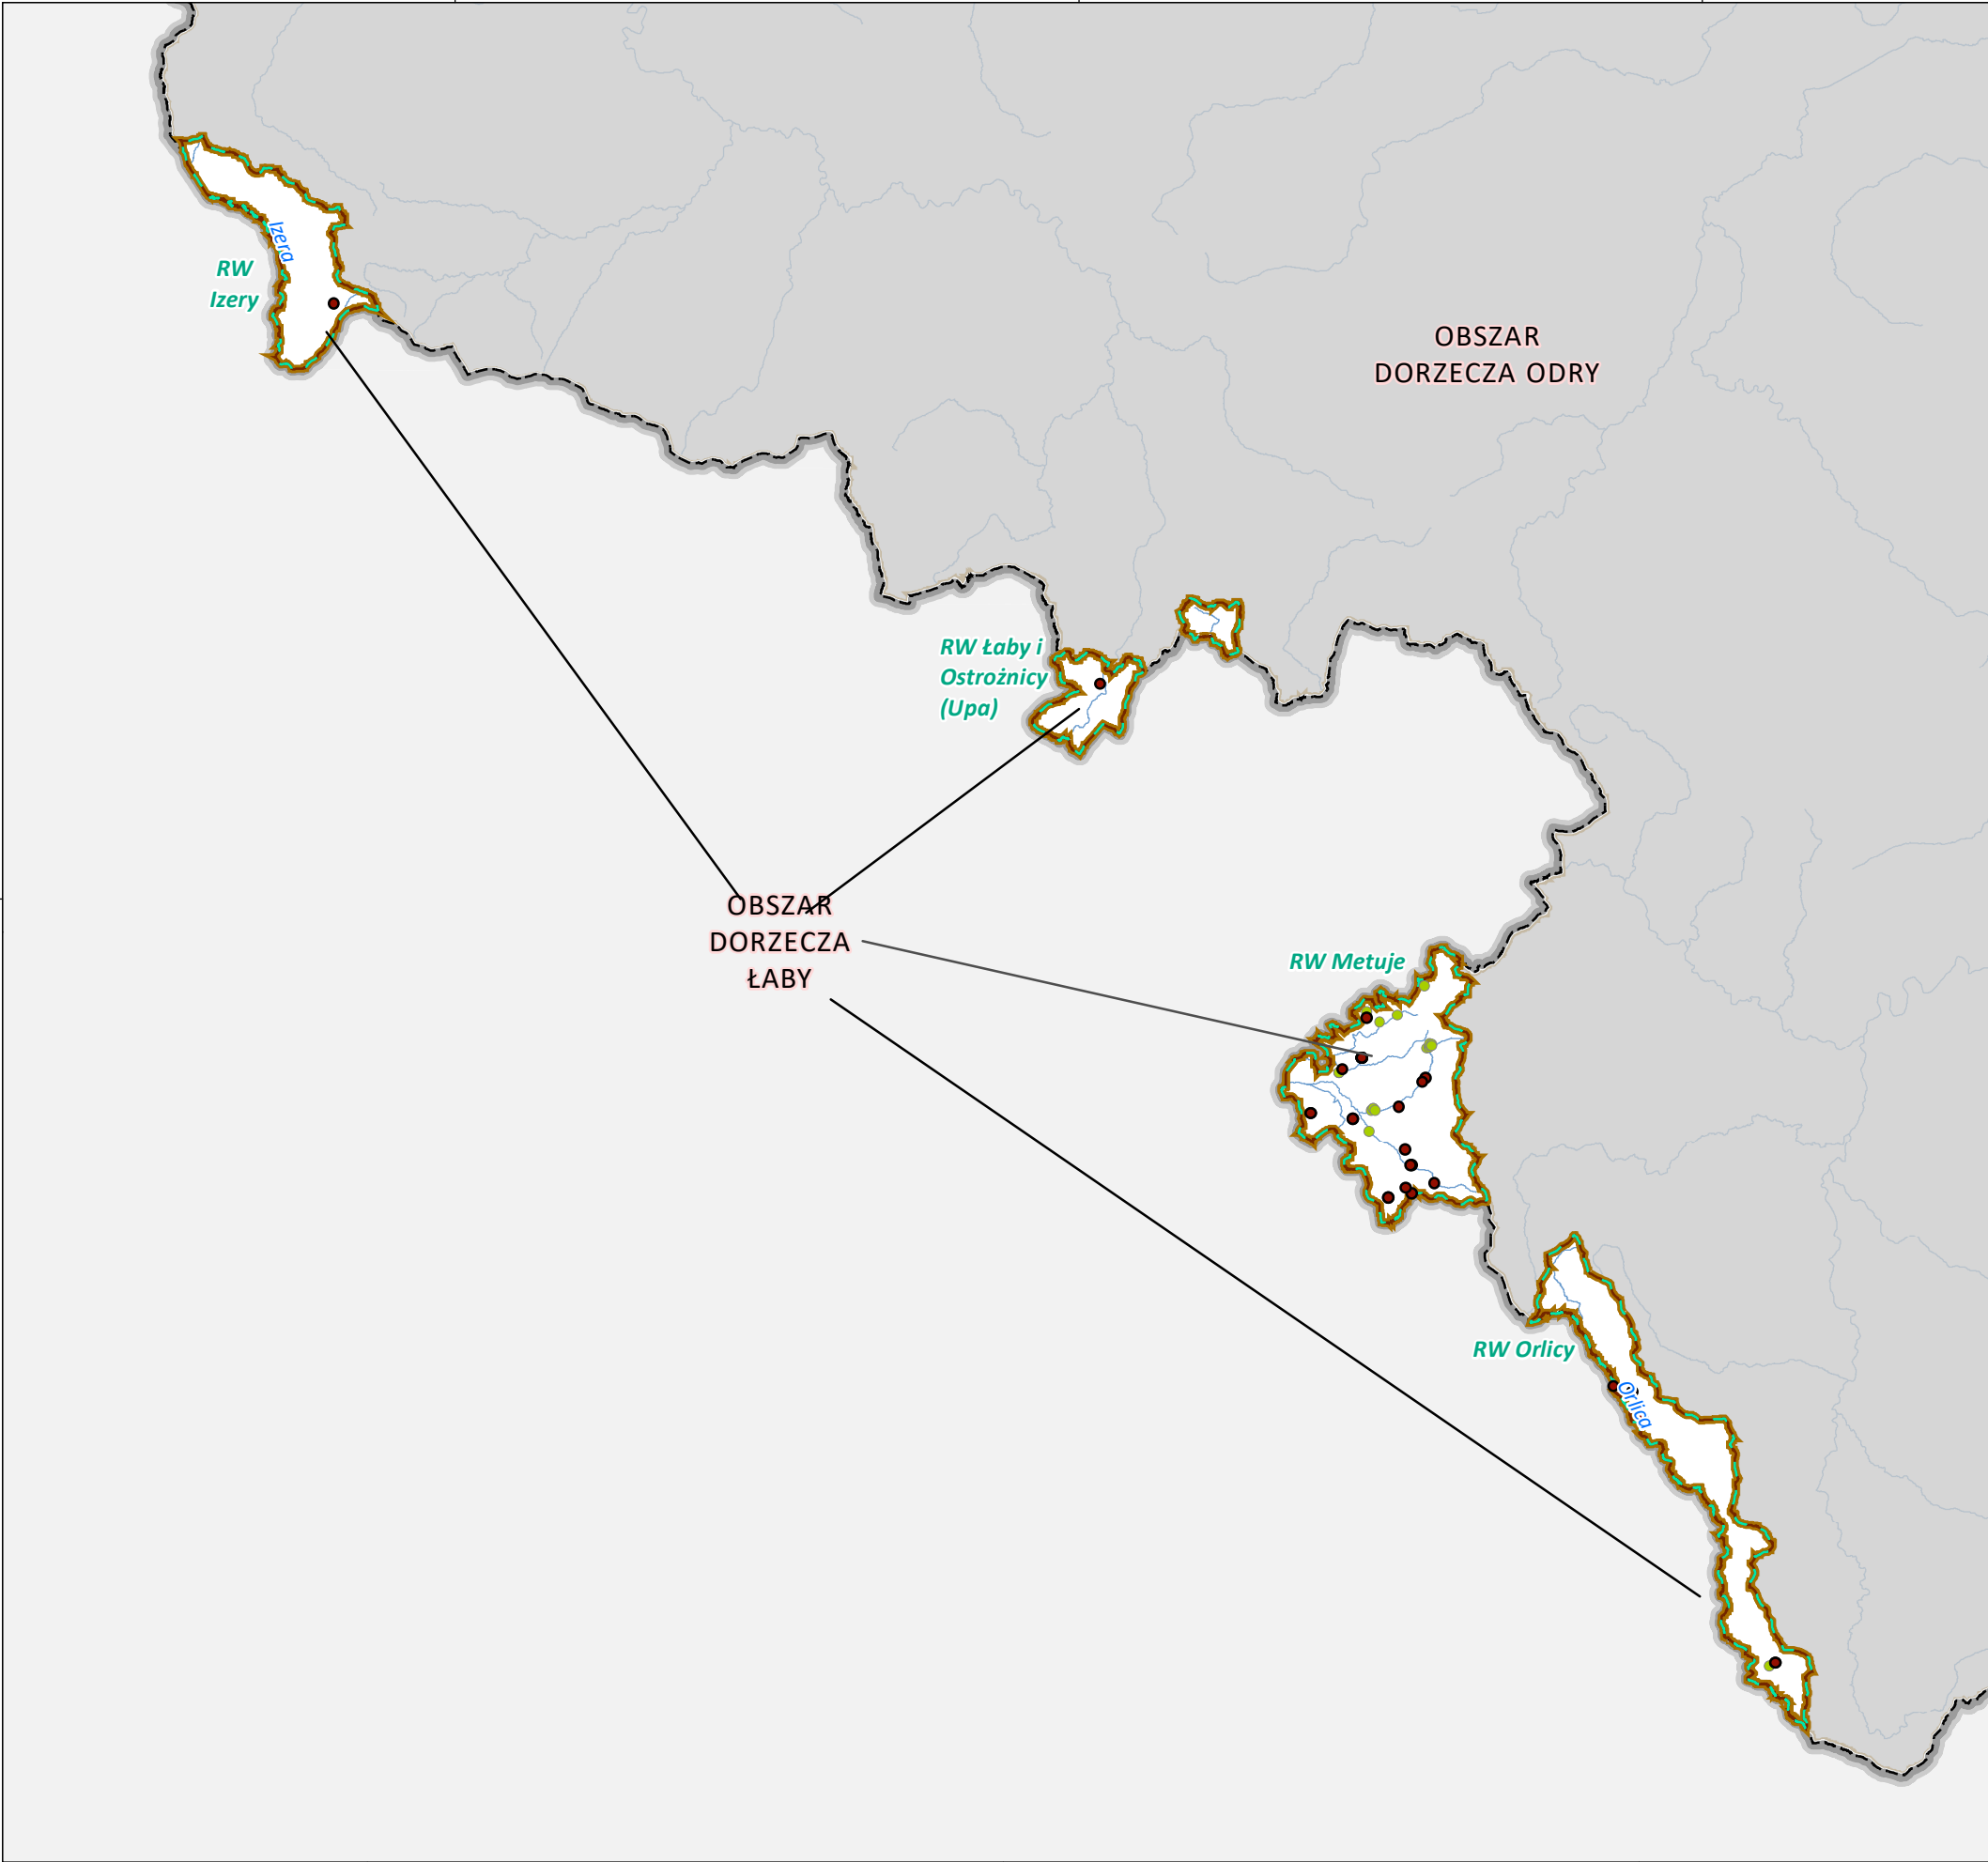 Izera
RW
Izery
OBSZAR
DORZECZA ODRY
RW Łaby i
Ostrożnicy
(Upa)
OBSZAR
DORZECZA
ŁABY
RW Metuje
RW Orlicy
Orlica